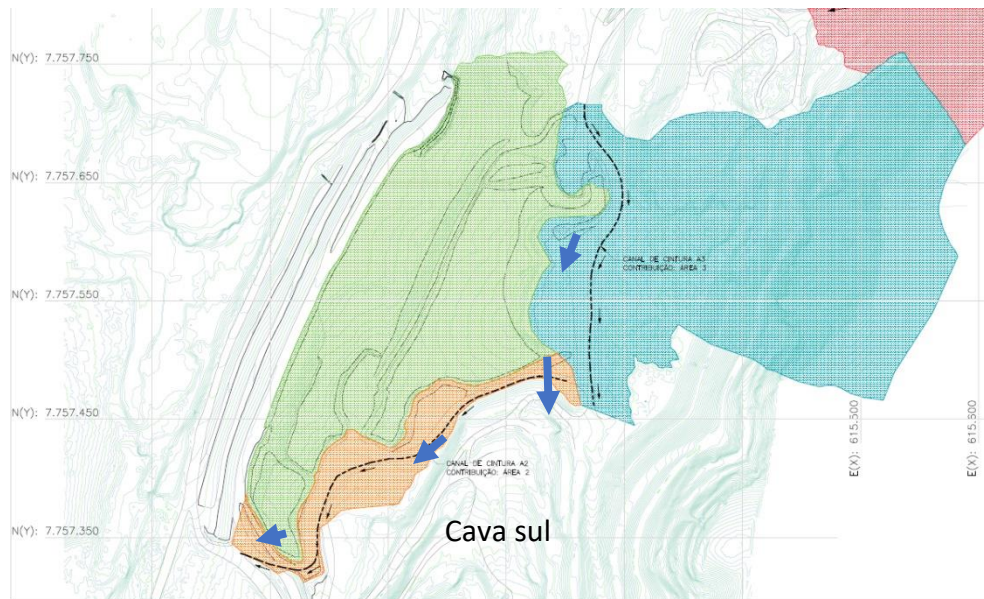 N(Y): 7.757.750
N(Y): 7.757.650
CANAL DE CINTURA A3
CONTRIBUIÇÃO: ÁREA 3
N(Y): 7.757.550
N(Y): 7.757.450
E(X): 615.500
E(X): 615.600
CANAL DE CINTURA A2
CONTRIBUIÇÃO: ÁREA 2
N(Y): 7.757.350
Cava sul